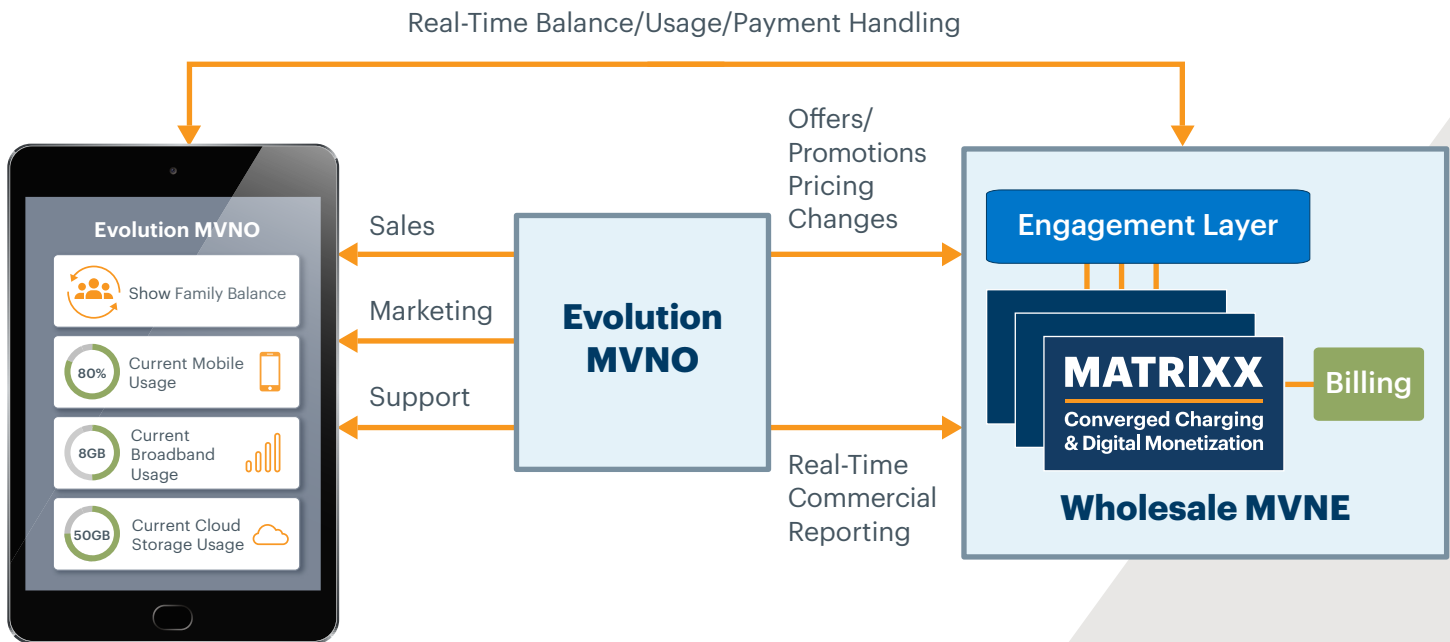 Real-Time Balance/Usage/Payment Handling
Evolution MVNO
Show Family Balance
80%
Current Mobile
Usage
8GB
Current
Broadband
Usage
50GB
Current Cloud
Storage Usage
Sales
Marketing
Support
Evolution
MVNO
Offers/
Promotions
Pricing
Changes
Real-Time
Commercial
Reporting
Engagement Layer
MATRIXX
Converged Charging
& Digital Monetization
Billing
Wholesale MVNE